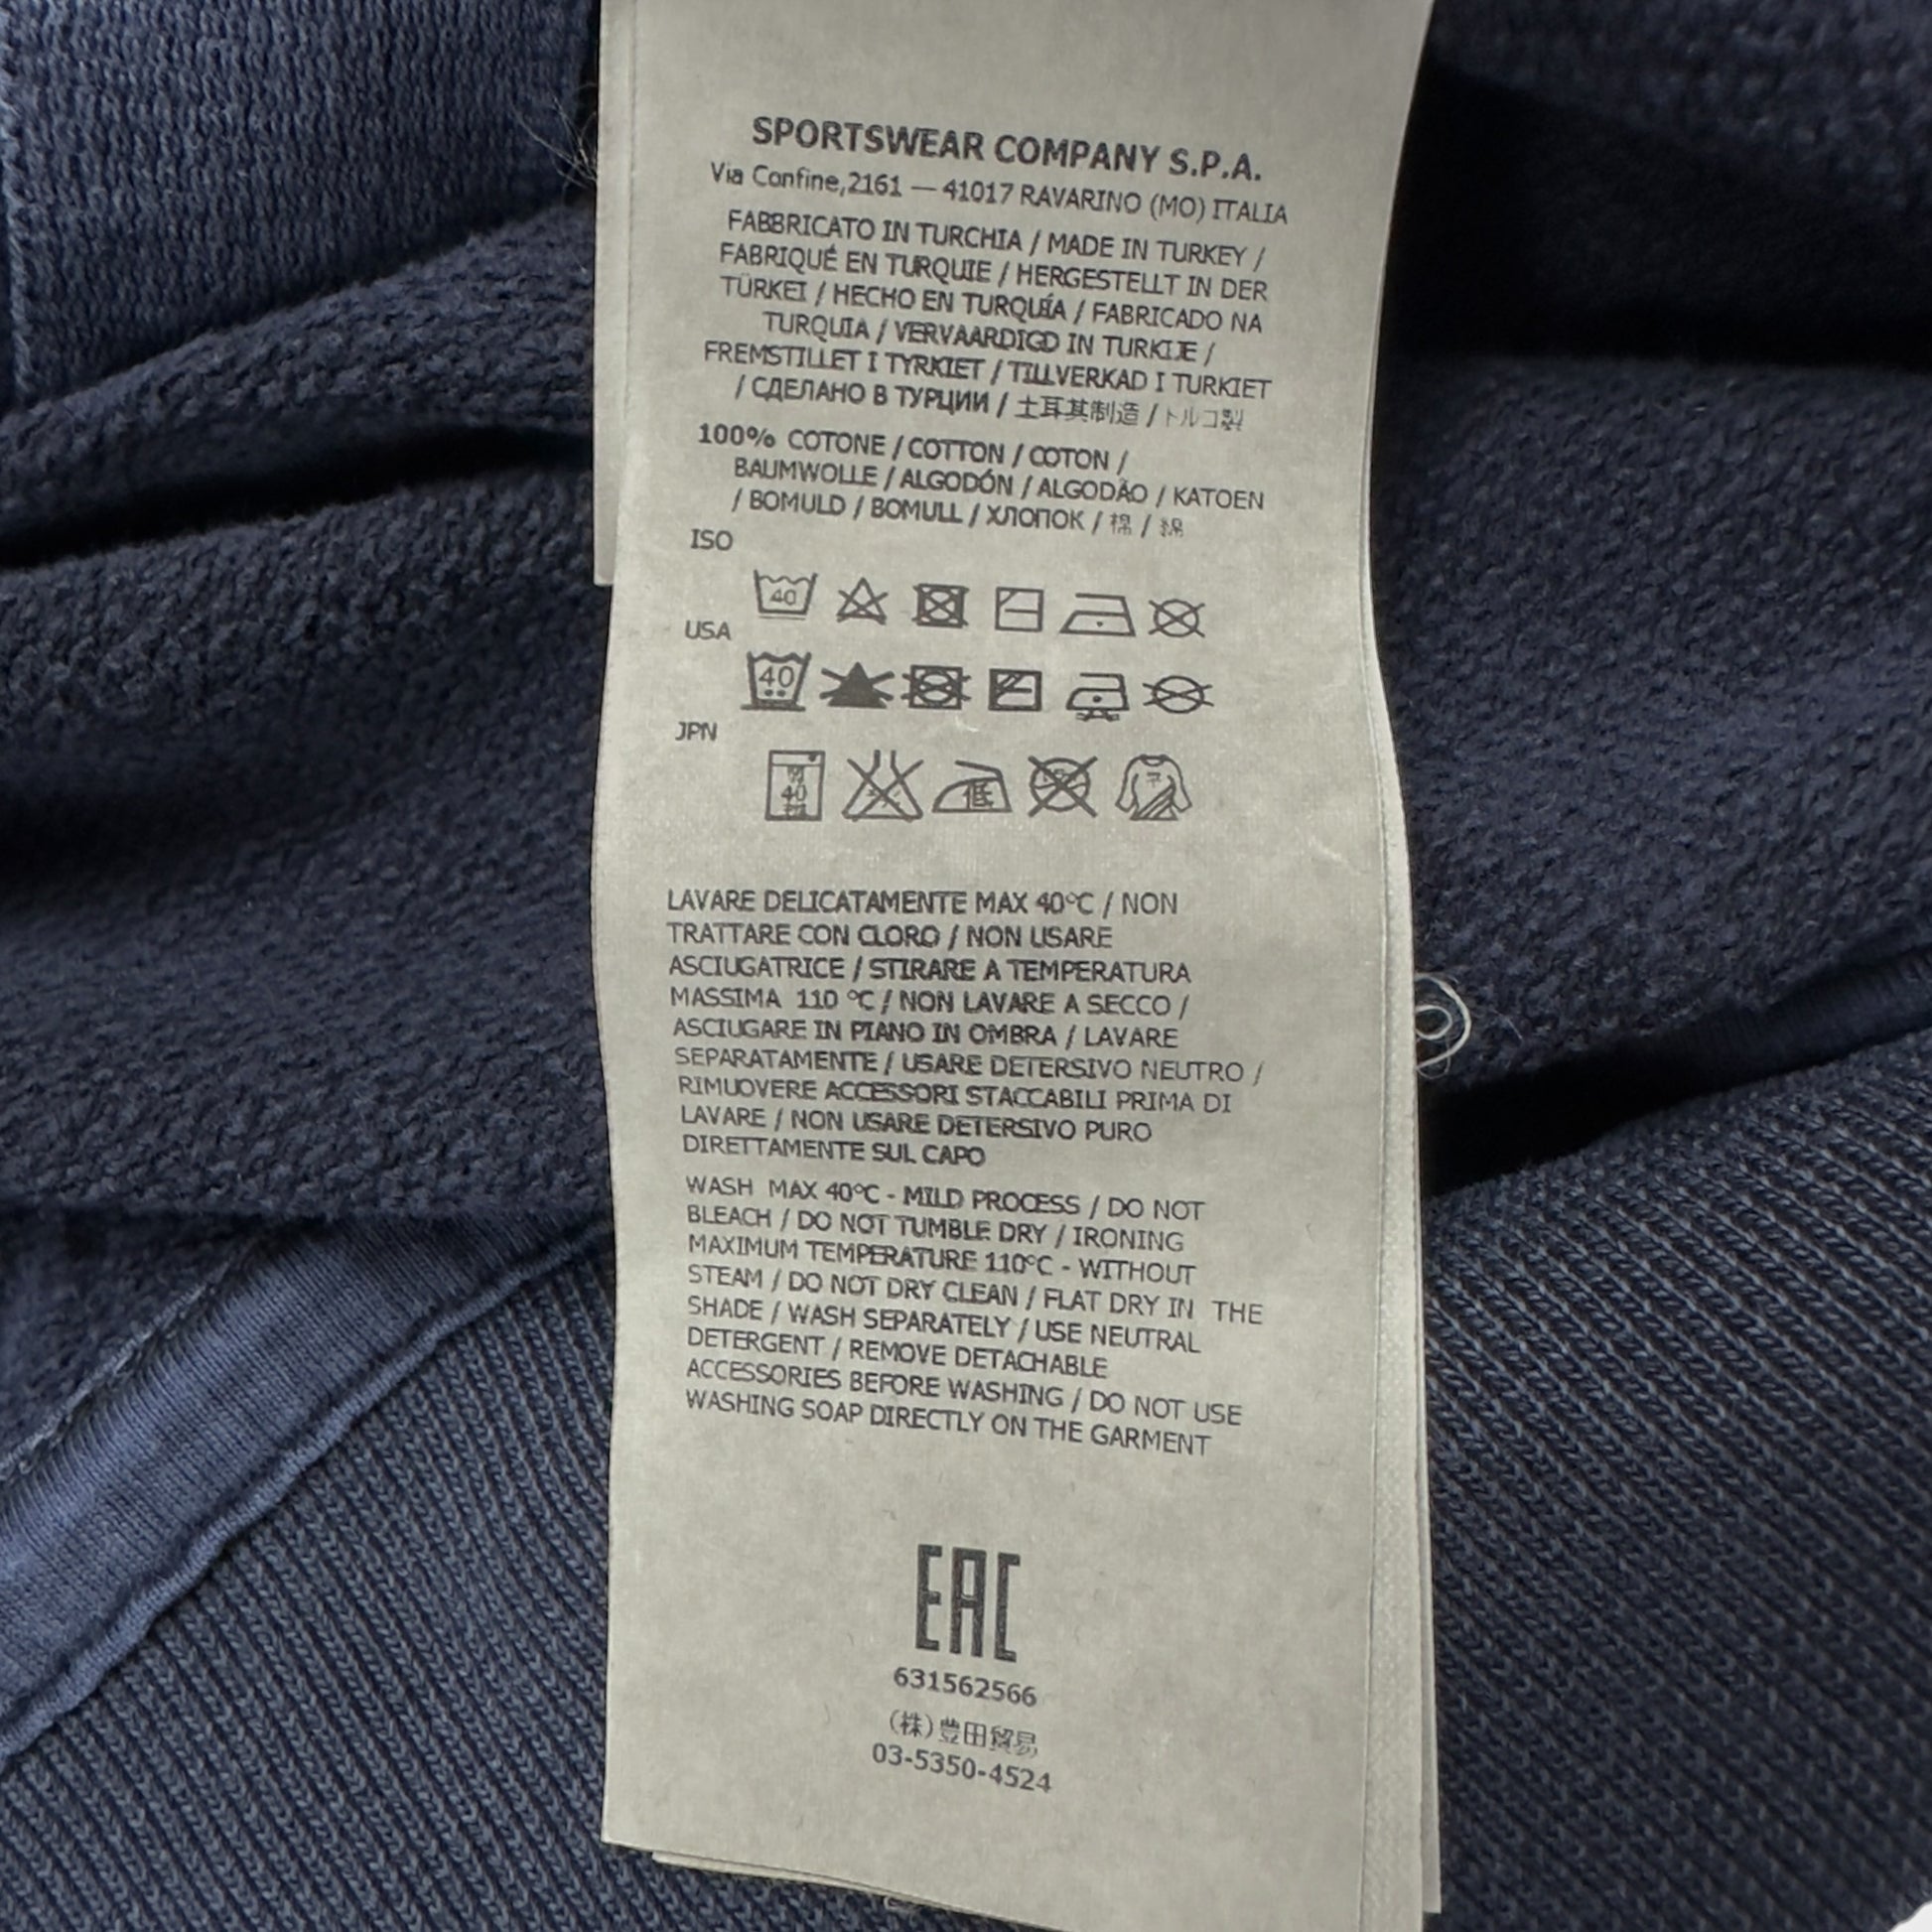 SPORTSWEAR COMPANY S.P.A.
Via Confine,2161 — 41017 RAVARINO (MO) ITALIA
FABBRICATO IN TURCHIA / MADE IN TURKEY /
FABRIQUÉ EN TURQUIE / HERGESTELLT IN DER
TÜRKEI / HECHO EN TURQUÍA / FABRICADO NA
TURQUIA / VERVAARDIGD IN TURKIJE /
FREMSTILLET I TYRKIET / TILLVERKAD I TURKIET
/ СДЕЛАНО В ТУРЦИИ / 土耳其制造 / トルコ製
100% COTONE / COTTON / COTON /
BAUMWOLLE / ALGODÓN / ALGODÃO / KATOEN
/ BOMULD / BOMULL / ХЛОПОК / 棉 / 綿
ISO
40
USA
40
JPN
40
低
LAVARE DELICATAMENTE MAX 40°C / NON
TRATTARE CON CLORO / NON USARE
ASCIUGATRICE / STIRARE A TEMPERATURA
MASSIMA 110 °C / NON LAVARE A SECCO /
ASCIUGARE IN PIANO IN OMBRA / LAVARE
SEPARATAMENTE / USARE DETERSIVO NEUTRO /
RIMUOVERE ACCESSORI STACCABILI PRIMA DI
LAVARE / NON USARE DETERSIVO PURO
DIRETTAMENTE SUL CAPO
WASH MAX 40°C - MILD PROCESS / DO NOT
BLEACH / DO NOT TUMBLE DRY / IRONING
MAXIMUM TEMPERATURE 110°C - WITHOUT
STEAM / DO NOT DRY CLEAN / FLAT DRY IN THE
SHADE / WASH SEPARATELY / USE NEUTRAL
DETERGENT / REMOVE DETACHABLE
ACCESSORIES BEFORE WASHING / DO NOT USE
WASHING SOAP DIRECTLY ON THE GARMENT
EAC
631562566
(株)豊田貿易
03-5350-4524